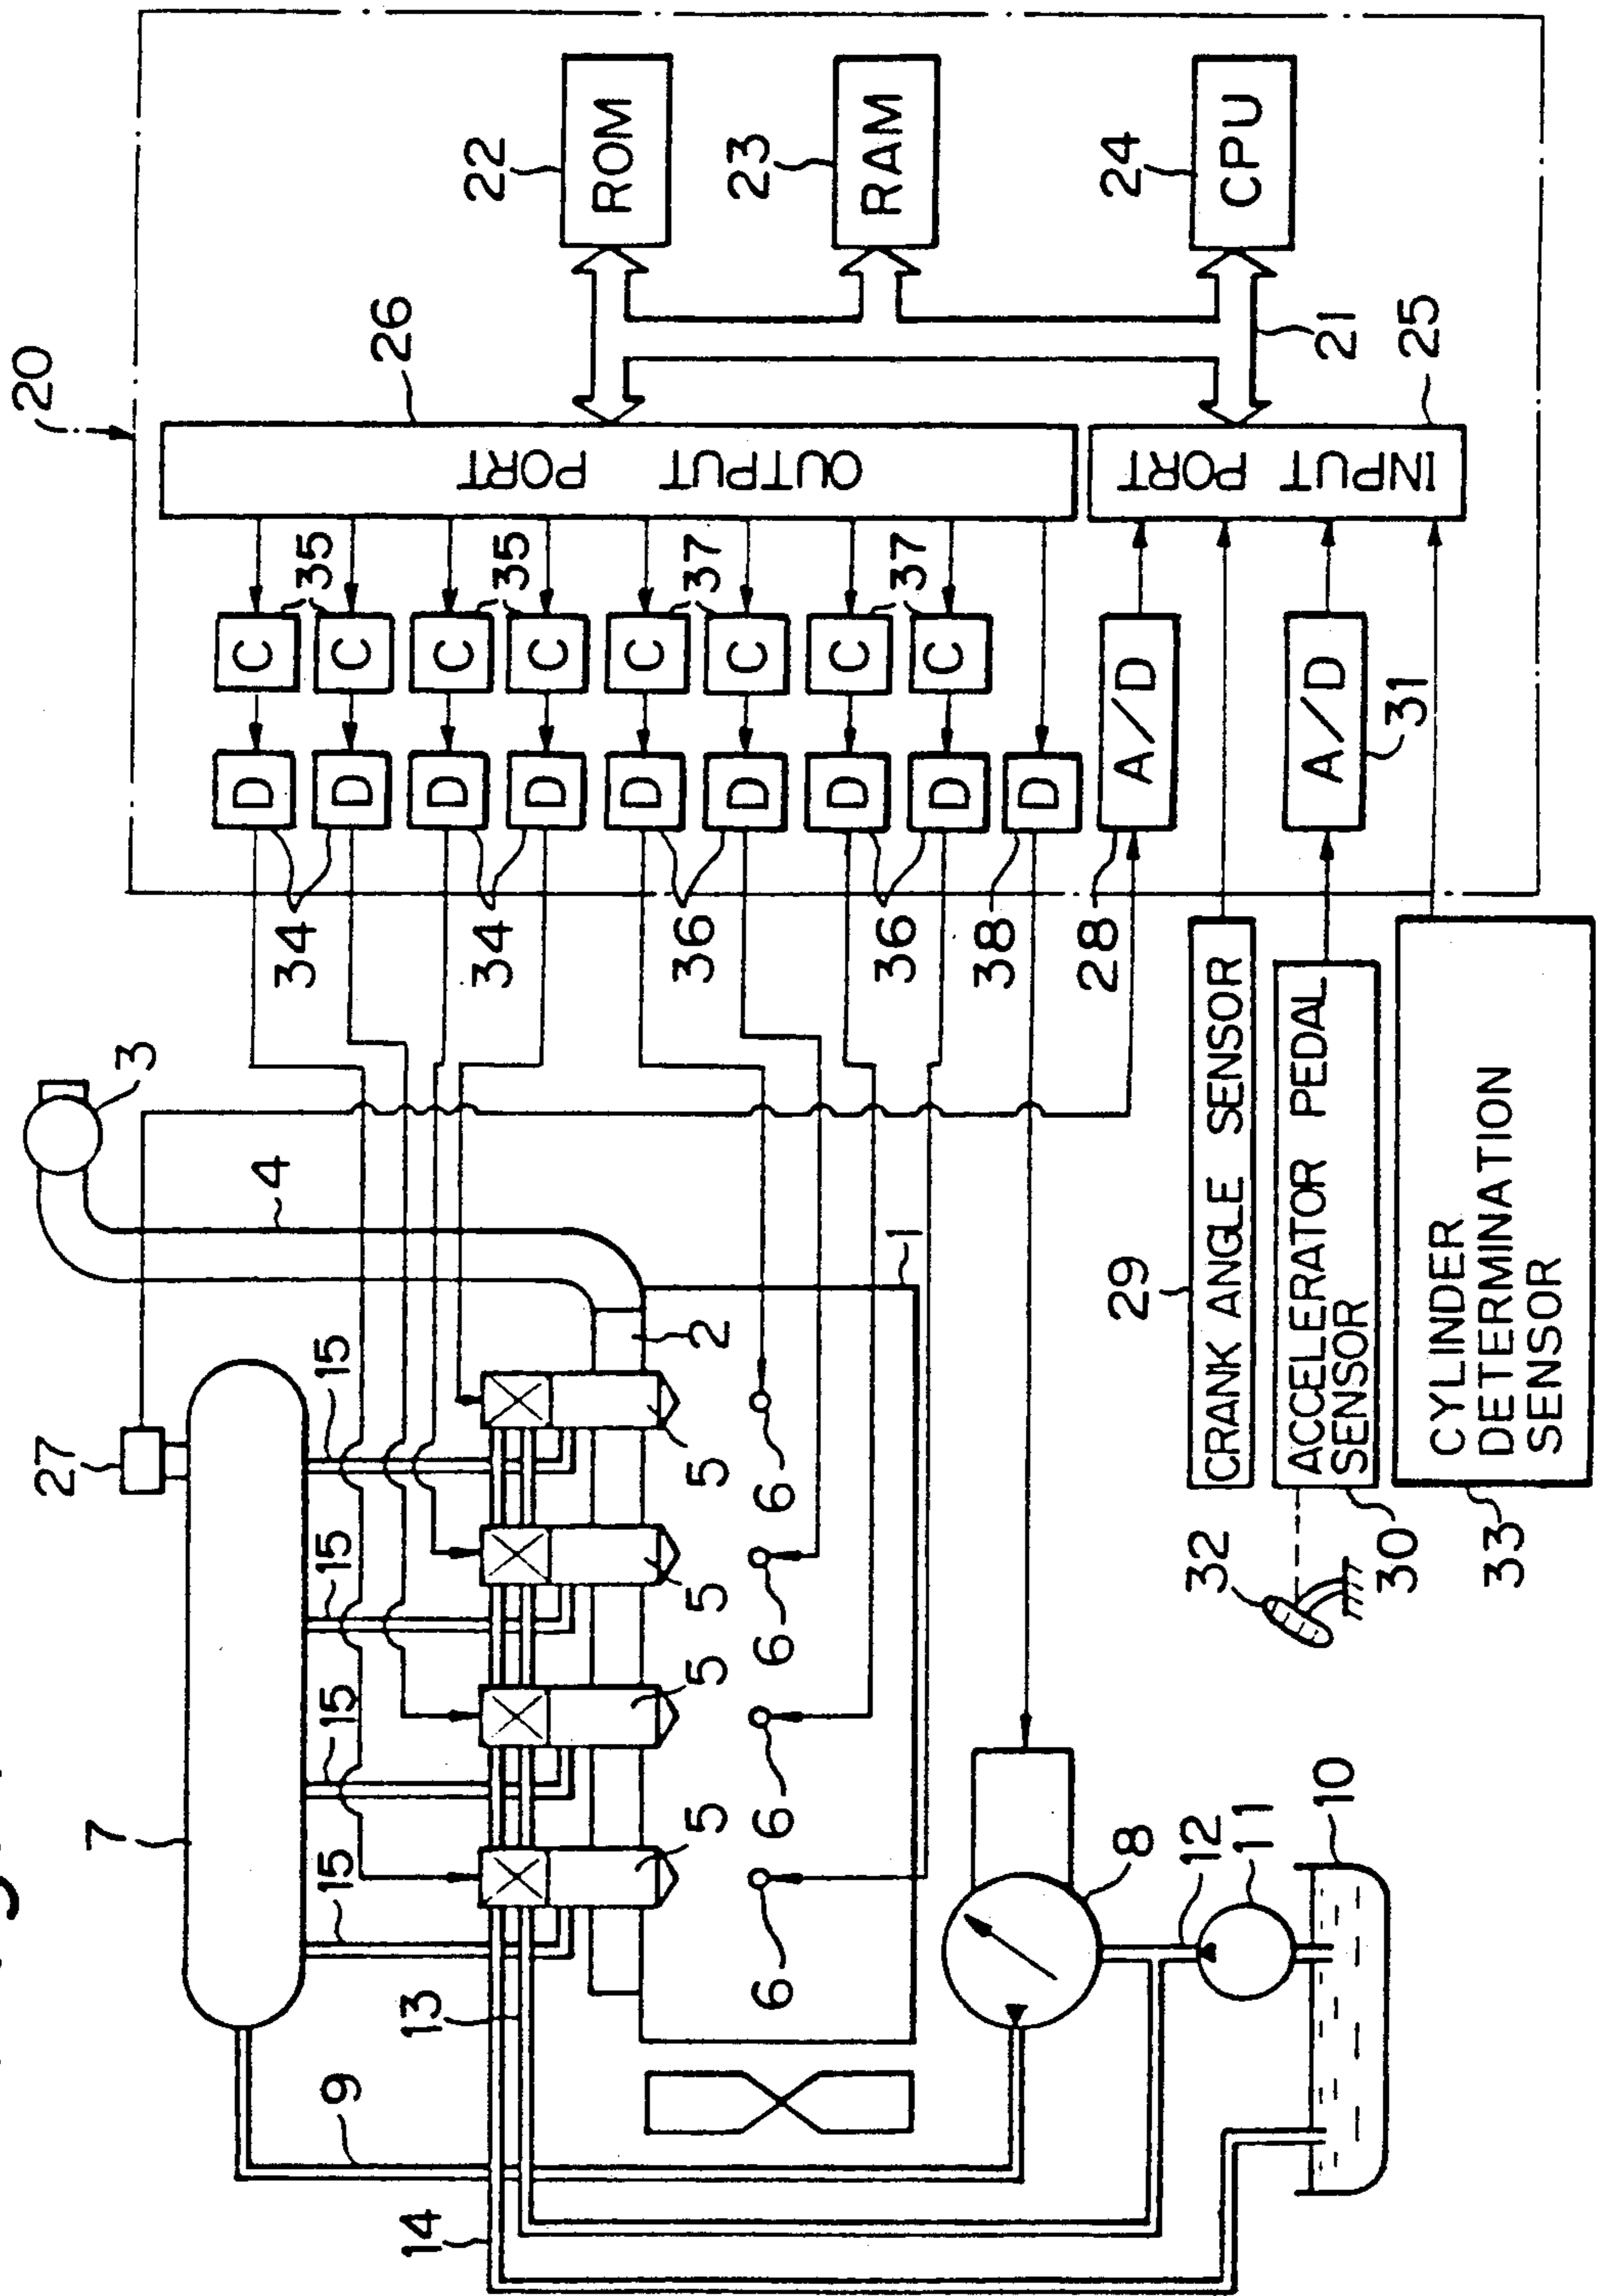 20
26
22
ROM
23
RAM
24
CPU
21
25
OUTPUT PORT
INPUT PORT
35
35
37
37
C
C
C
C
C
C
C
C
D
D
D
D
D
D
D
D
D
A/D
A/D
31
34
34
36
36
38
28
3
4
29
CRANK ANGLE SENSOR
ACCELERATOR PEDAL
SENSOR
CYLINDER
DETERMINATION
SENSOR
32
30
33
27
7
15
15
15
15
2
1
5
5
5
5
5
6
6
6
6
13
9
14
8
12
11
10